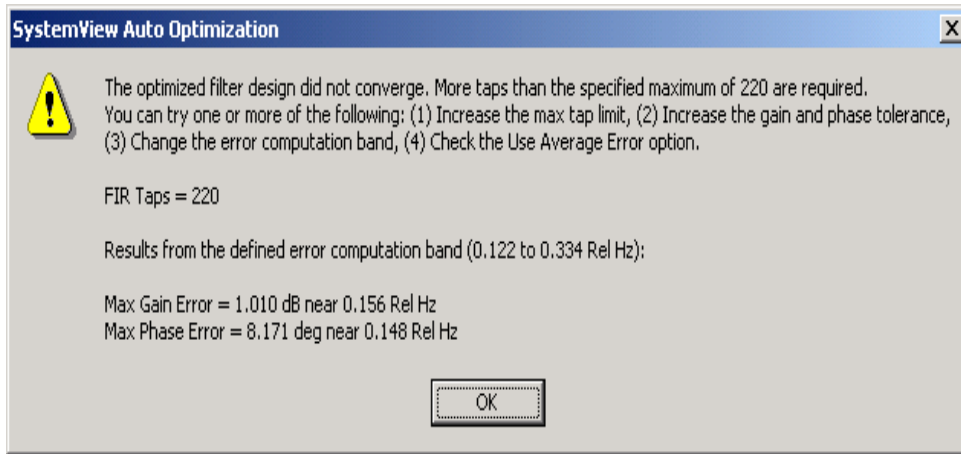 SystemView Auto Optimization
The optimized filter design did not converge. More taps than the specified maximum of 220 are required.
You can try one or more of the following: (1) Increase the max tap limit, (2) Increase the gain and phase tolerance,
(3) Change the error computation band, (4) Check the Use Average Error option.
FIR Taps = 220
Results from the defined error computation band (0.122 to 0.334 Rel Hz):
Max Gain Error = 1.010 dB near 0.156 Rel Hz
Max Phase Error = 8.171 deg near 0.148 Rel Hz
OK